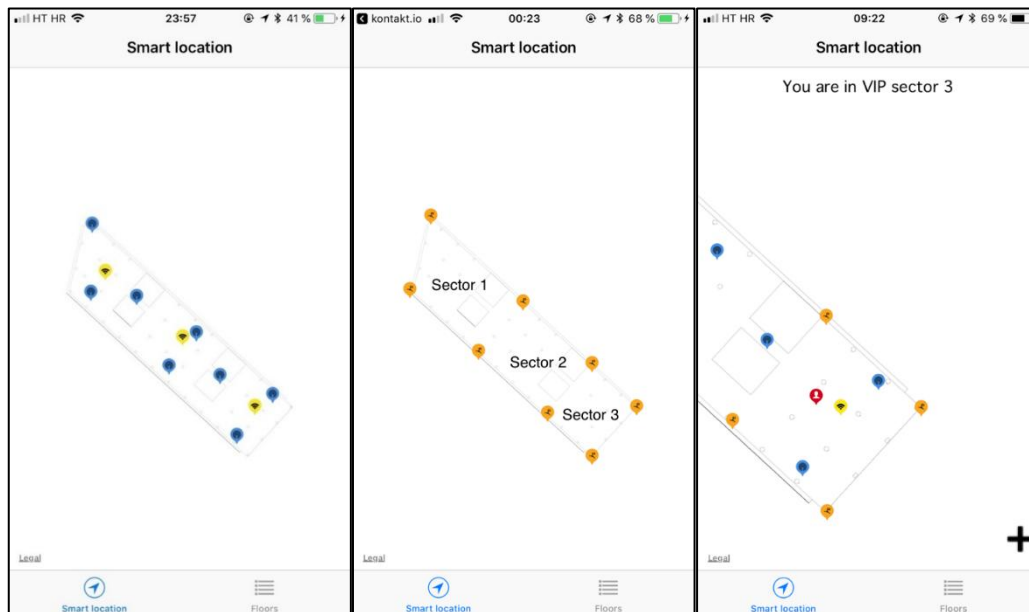 HT HR 23:57 41 %
Smart location
Legal
Smart location Floors
kontakt.io 00:23 68 %
Smart location
Sector 1
Sector 2
Sector 3
Legal
Smart location Floors
HT HR 09:22 69 %
Smart location
You are in VIP sector 3
Legal
Smart location Floors